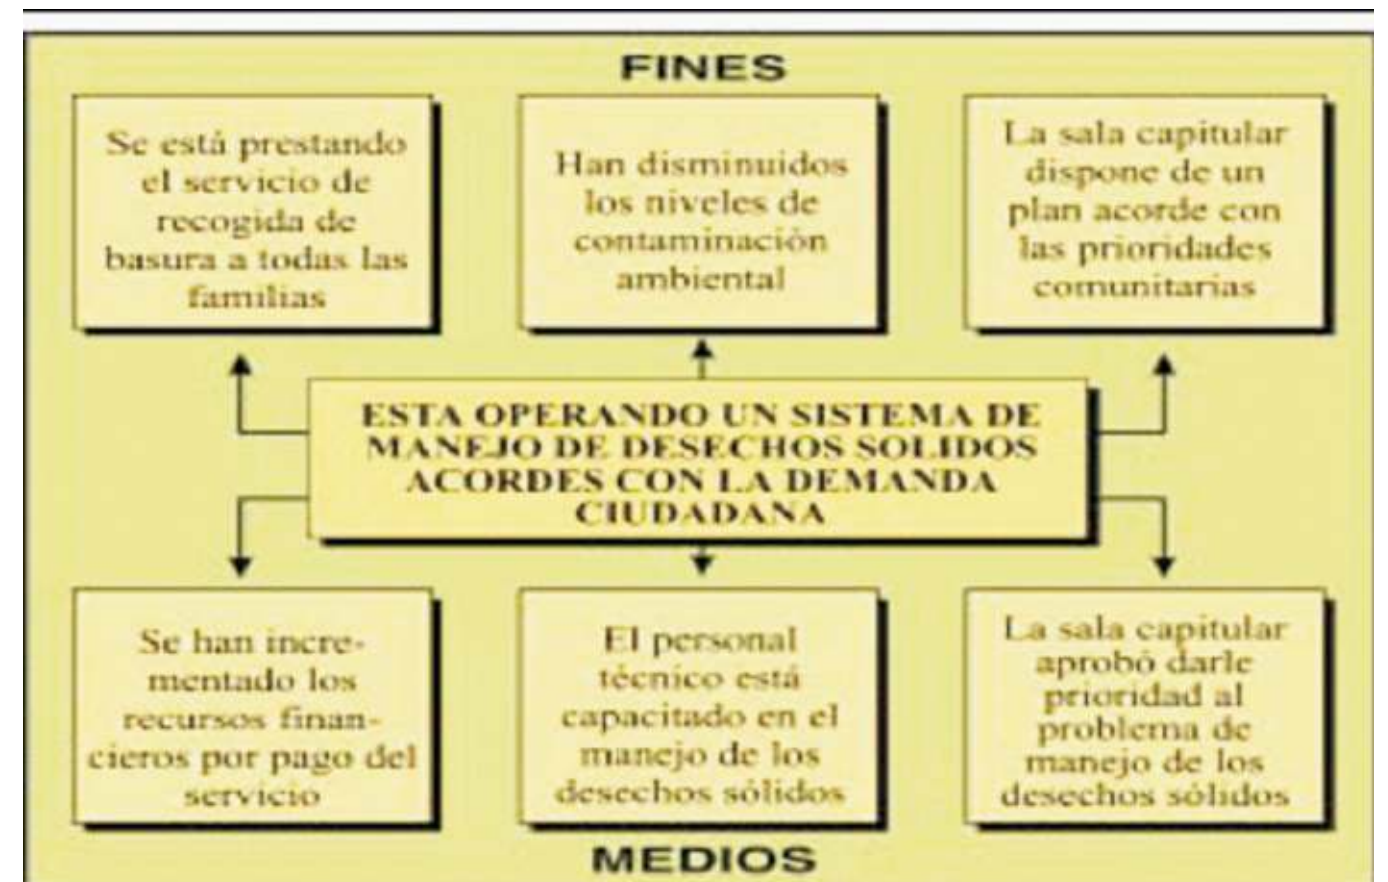 FINES
Se está prestando
el servicio de
recogida de
basura a todas las
familias
Han disminuidos
los niveles de
contaminación
ambiental
La sala capitular
dispone de un
plan acorde con
las prioridades
comunitarias
ESTA OPERANDO UN SISTEMA DE
MANEJO DE DESECHOS SOLIDOS
ACORDES CON LA DEMANDA
CIUDADANA
Se han incre-
mentado los
recursos finan-
cieros por pago del
servicio
El personal
técnico está
capacitado en el
manejo de los
desechos sólidos
La sala capitular
aprobó darle
prioridad al
problema de
manejo de los
desechos sólidos
MEDIOS